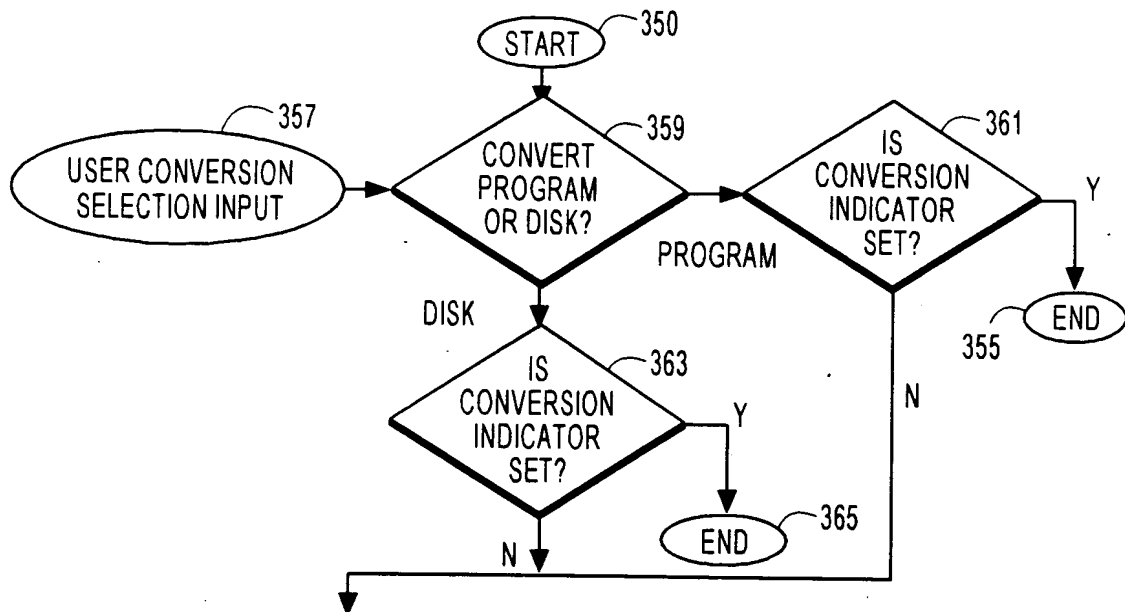 START
350
357
USER CONVERSION
SELECTION INPUT
359
CONVERT
PROGRAM
OR DISK?
361
IS
CONVERSION
INDICATOR
SET?
PROGRAM
Y
END
355
DISK
363
IS
CONVERSION
INDICATOR
SET?
Y
N
END
365
N